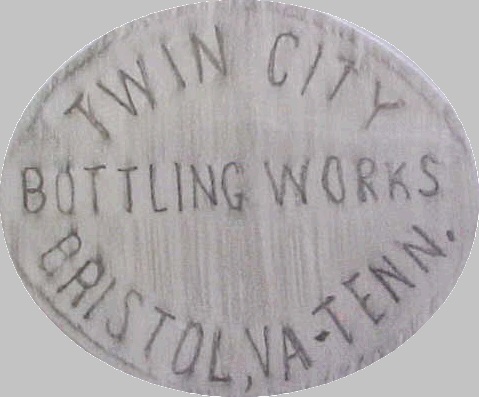 TWIN CITY
BOTTLING WORKS
BRISTOL, VA-TENN.